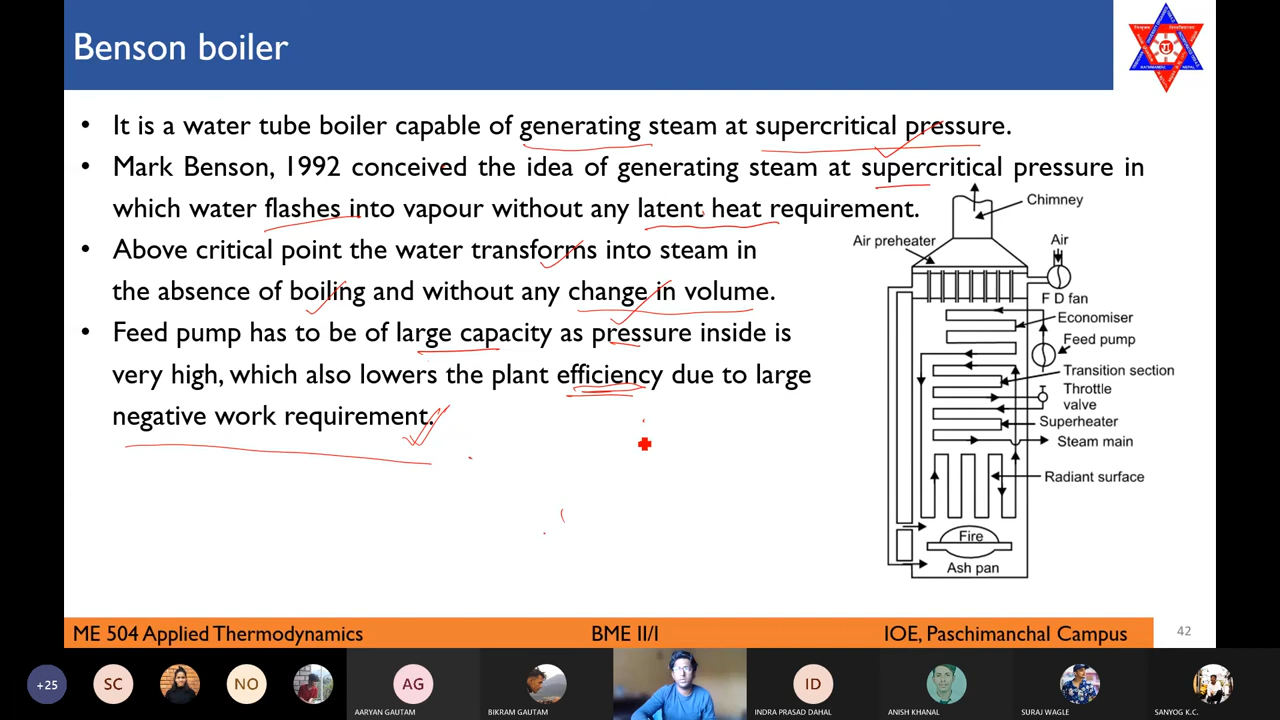 Benson boiler
• It is a water tube boiler capable of generating steam at supercritical pressure.
• Mark Benson, 1992 conceived the idea of generating steam at supercritical pressure in
which water flashes into vapour without any latent heat requirement.
• Above critical point the water transforms into steam in
the absence of boiling and without any change in volume.
• Feed pump has to be of large capacity as pressure inside is
very high, which also lowers the plant efficiency due to large
negative work requirement.
Chimney
Air preheater
Air
F D fan
Economiser
Feed pump
Transition section
Throttle
valve
Superheater
Steam main
Radiant surface
Fire
Ash pan
ME 504 Applied Thermodynamics
BME II/I
IOE, Paschimanchal Campus
42
+25
SC
NO
AG
AARYAN GAUTAM
BIKRAM GAUTAM
ID
INDRA PRASAD DAHAL
ANISH KHANAL
SURAJ WAGLE
SANYOG K.C.